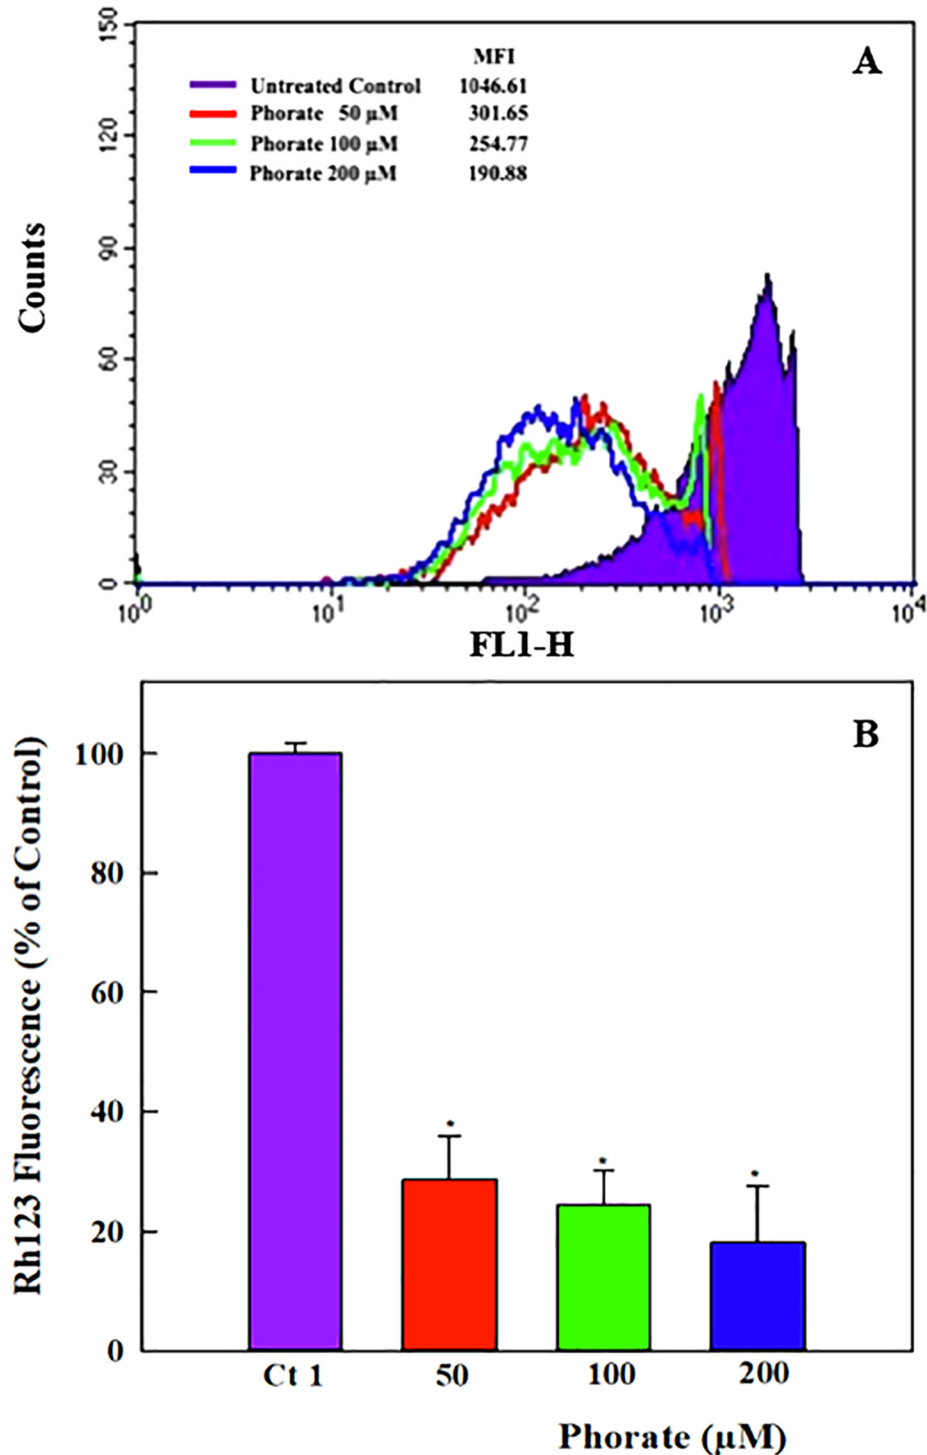 A
MFI
Untreated Control 1046.61
Phorate 50 µM 301.65
Phorate 100 µM 254.77
Phorate 200 µM 190.88
Counts
150
120
90
60
30
0
10⁰ 10¹ 10² 10³ 10⁴
FL1-H
B
Rh123 Fluorescence (% of Control)
100
80
60
40
20
0
* * *
Ct 1 50 100 200
Phorate (µM)